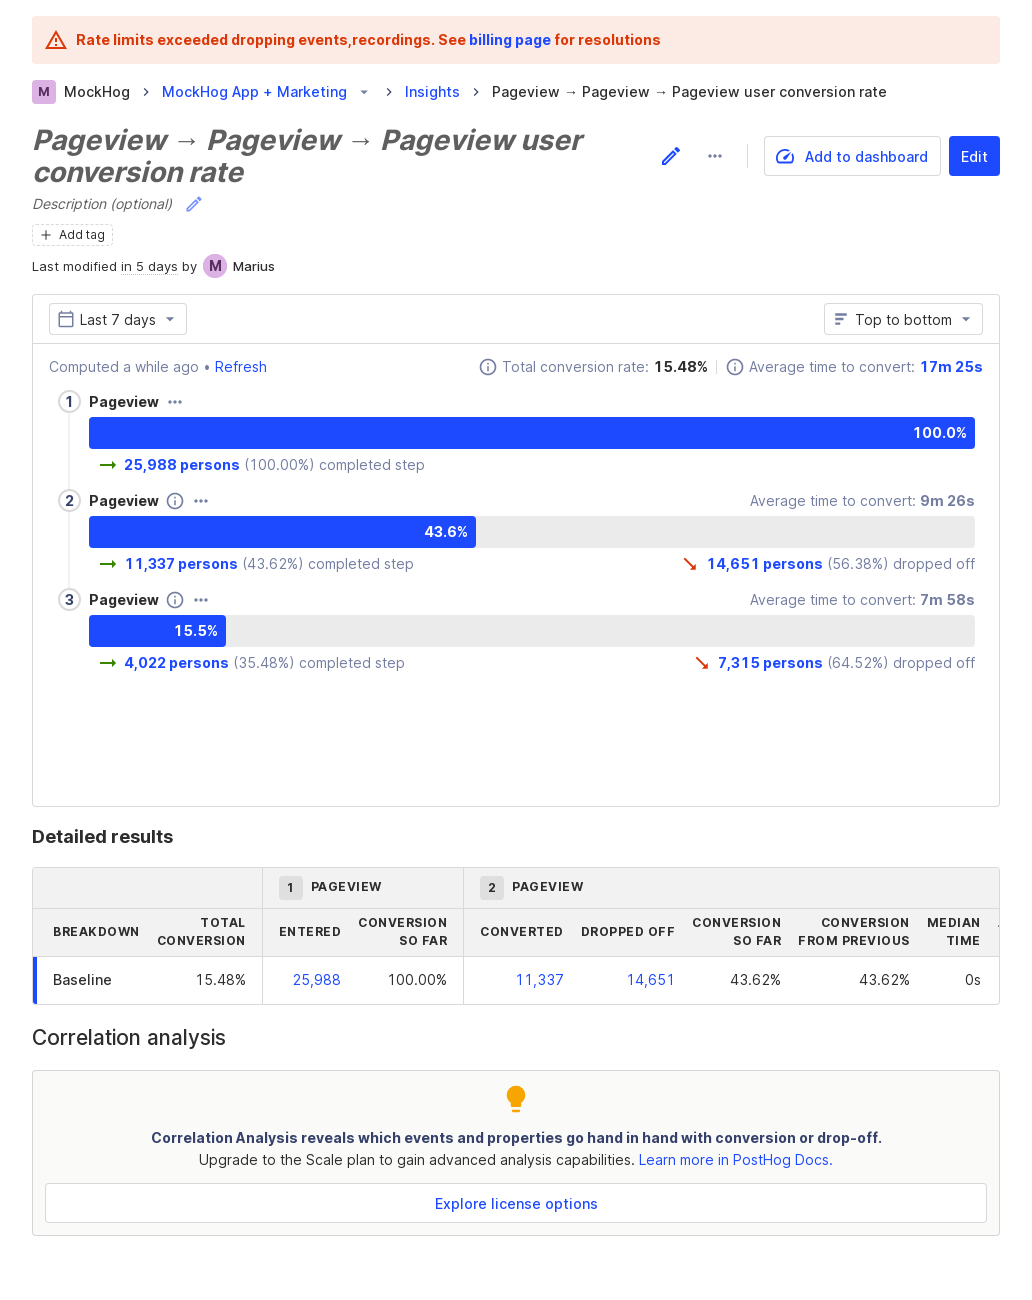 Rate limits exceeded dropping events,recordings. See billing page for resolutions
M MockHog > MockHog App + Marketing > Insights > Pageview → Pageview → Pageview user conversion rate
Pageview → Pageview → Pageview user
conversion rate
Add to dashboard
Edit
Description (optional)
+ Add tag
Last modified in 5 days by M Marius
Last 7 days
Top to bottom
Computed a while ago • Refresh
Total conversion rate: 15.48%
Average time to convert: 17m 25s
1 Pageview
100.0%
→ 25,988 persons (100.00%) completed step
2 Pageview
Average time to convert: 9m 26s
43.6%
→ 11,337 persons (43.62%) completed step
14,651 persons (56.38%) dropped off
3 Pageview
Average time to convert: 7m 58s
15.5%
→ 4,022 persons (35.48%) completed step
7,315 persons (64.52%) dropped off
Detailed results
1 PAGEVIEW
2 PAGEVIEW
BREAKDOWN
TOTAL
CONVERSION
ENTERED
CONVERSION
SO FAR
CONVERTED
DROPPED OFF
CONVERSION
SO FAR
CONVERSION
FROM PREVIOUS
MEDIAN
TIME
Baseline 15.48% 25,988 100.00% 11,337 14,651 43.62% 43.62% 0s
Correlation analysis
Correlation Analysis reveals which events and properties go hand in hand with conversion or drop-off.
Upgrade to the Scale plan to gain advanced analysis capabilities. Learn more in PostHog Docs.
Explore license options